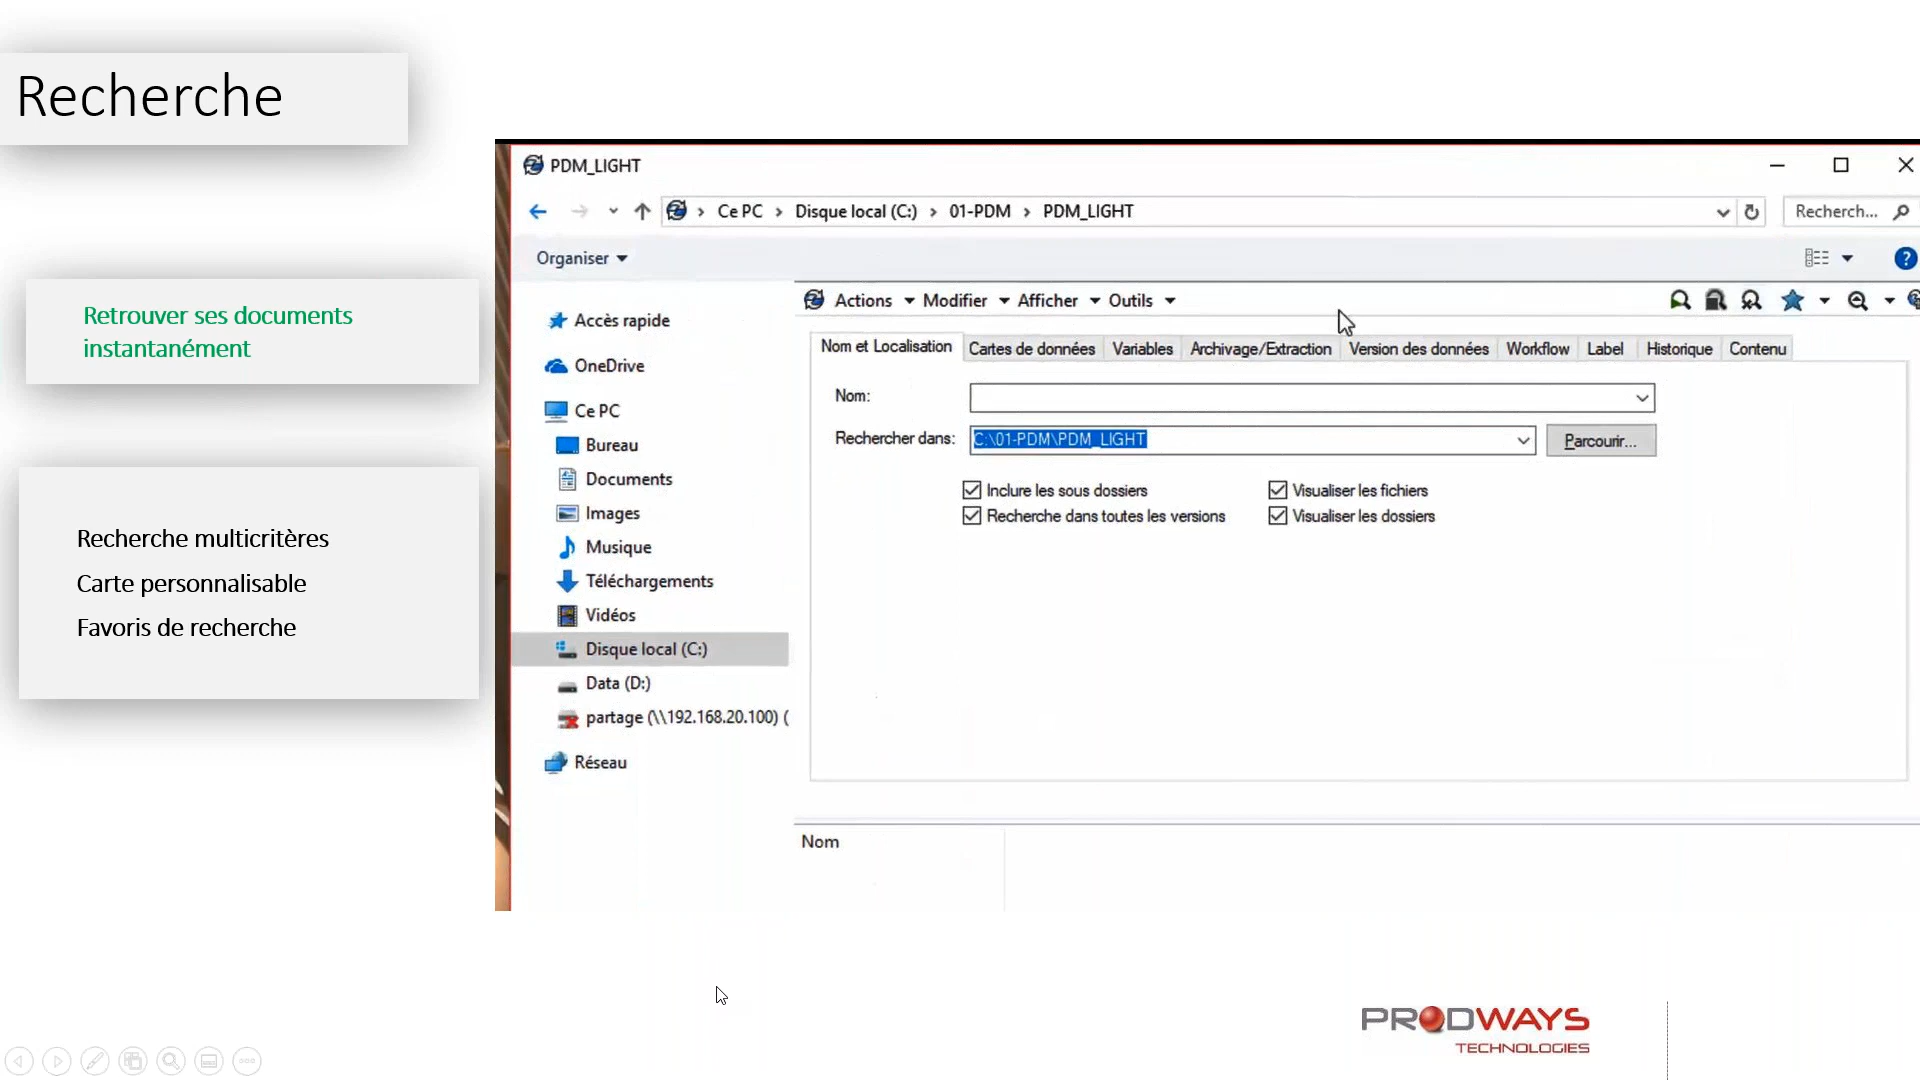 Recherche
Retrouver ses documents
instantanément
Recherche multicritères
Carte personnalisable
Favoris de recherche
PDM_LIGHT
Ce PC > Disque local (C:) > 01-PDM > PDM_LIGHT
Recherch...
Organiser
Accès rapide
OneDrive
Ce PC
Bureau
Documents
Images
Musique
Téléchargements
Vidéos
Disque local (C:)
Data (D:)
partage (\\192.168.20.100) (
Réseau
Actions Modifier Afficher Outils
Nom et Localisation Cartes de données Variables Archivage/Extraction Version des données Workflow Label Historique Contenu
Nom:
Rechercher dans: C:\01-PDM\PDM_LIGHT Parcourir...
Inclure les sous dossiers Visualiser les fichiers
Recherche dans toutes les versions Visualiser les dossiers
Nom
PRODWAYS
TECHNOLOGIES